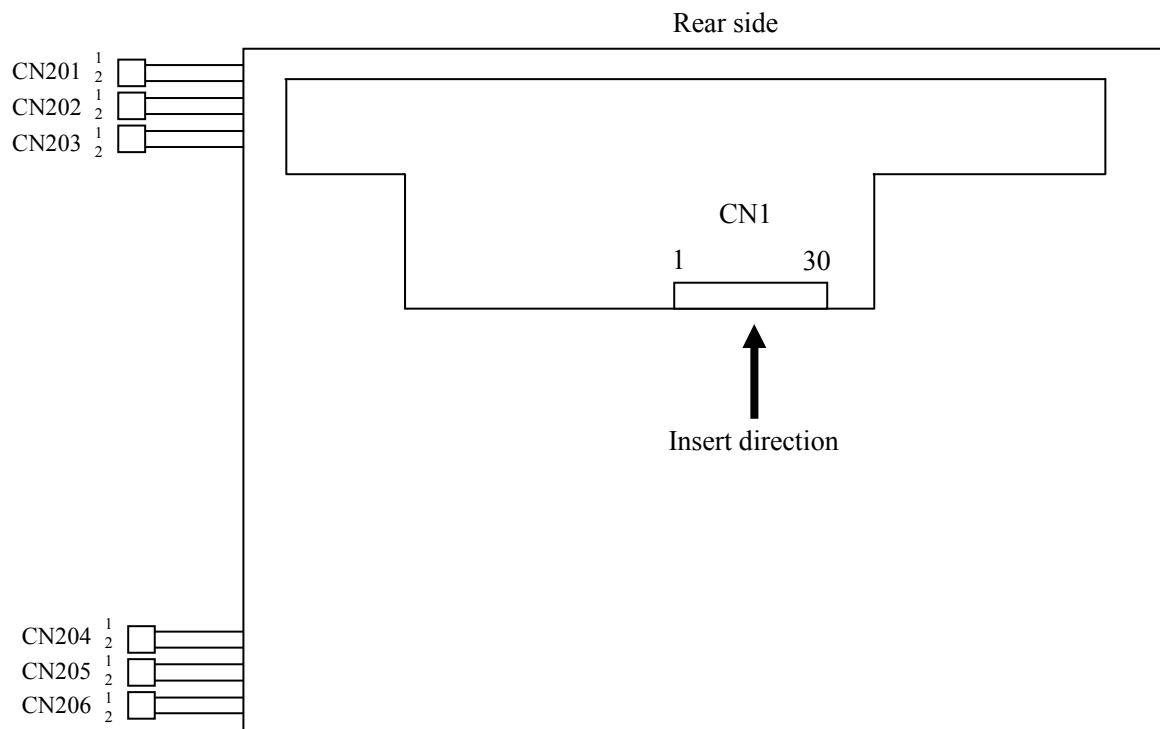 Rear side
CN201 1
2
CN202 1
2
CN203 1
2
CN1
1 30
Insert direction
CN204 1
2
CN205 1
2
CN206 1
2